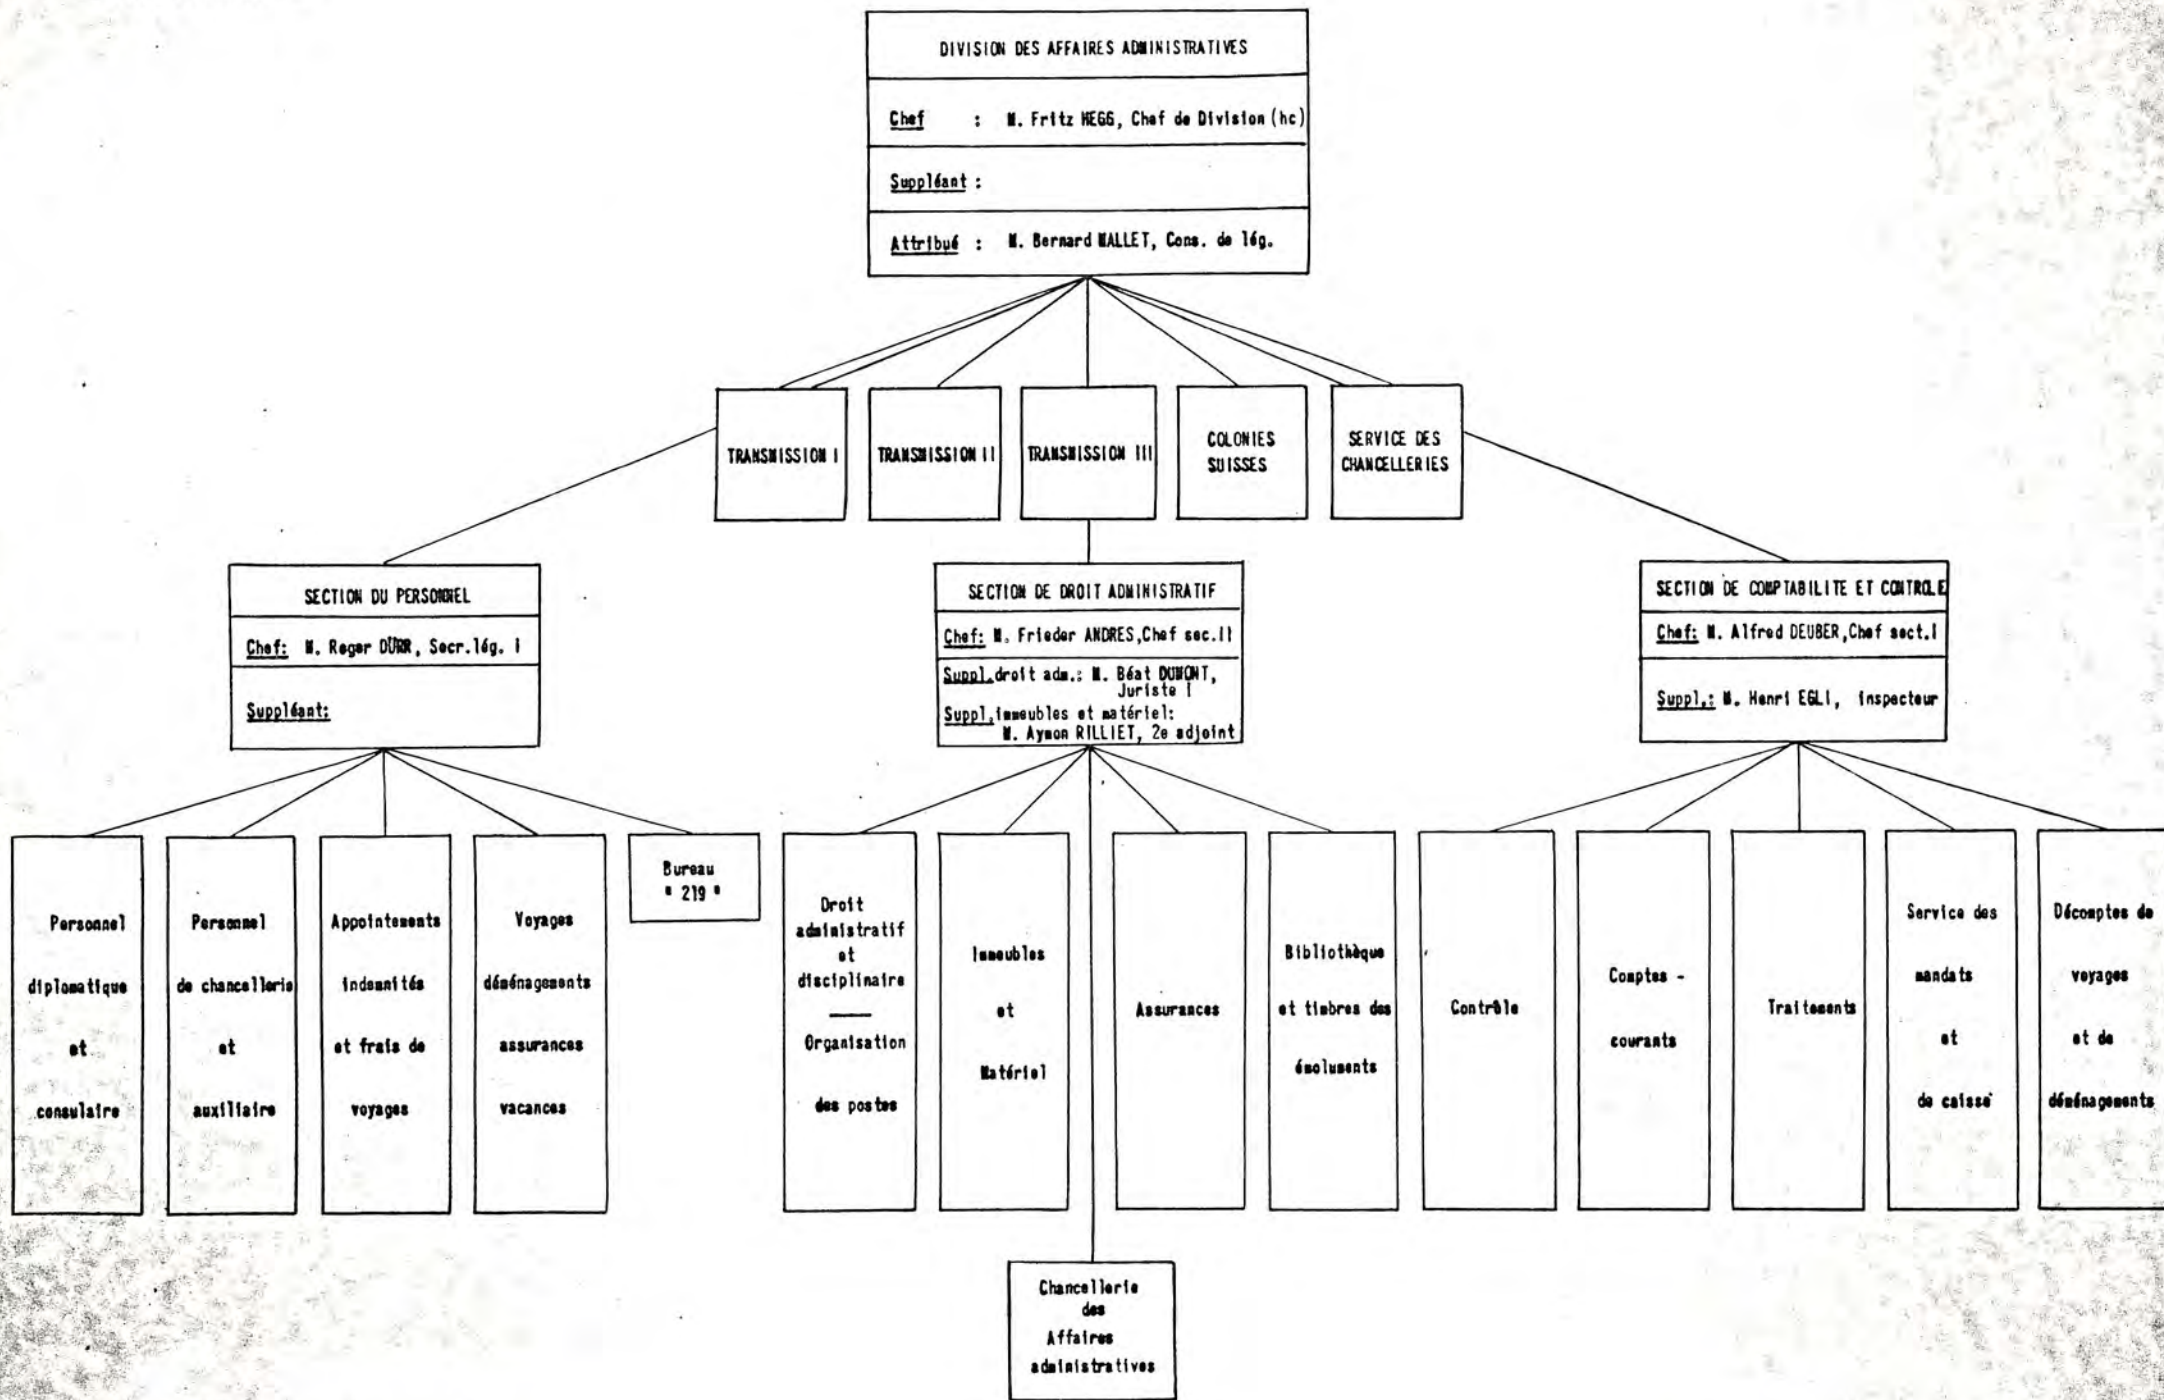 DIVISION DES AFFAIRES ADMINISTRATIVES
Chef : M. Fritz HEGG, Chef de Division (hc)
Suppléant :
Attribué : M. Bernard MALLET, Cons. de lég.
TRANSMISSION I
TRANSMISSION II
TRANSMISSION III
COLONIES
SUISSES
SERVICE DES
CHANCELLERIES
SECTION DU PERSONNEL
Chef: M. Roger DÜRR, Secr.lég. I
Suppléant:
SECTION DE DROIT ADMINISTRATIF
Chef: M. Frieder ANDRES, Chef sec.II
Suppl.droit adm.: M. Béat DUMONT,
Juriste I
Suppl.immeubles et matériel:
M. Aymon RILLIET, 2e adjoint
SECTION DE COMPTABILITE ET CONTROLE
Chef: M. Alfred DEUBER, Chef sect.I
Suppl.: M. Henri EGLI, inspecteur
Personnel
diplomatique
et
consulaire
Personnel
de chancellerie
et
auxiliaire
Appointements
indemnités
et frais de
voyages
Voyages
déménagements
assurances
vacances
Bureau
" 219 "
Droit
administratif
et
disciplinaire
Organisation
des postes
Immeubles
et
Matériel
Assurances
Bibliothèque
et timbres des
émoluments
Contrôle
Comptes -
courants
Traitements
Service des
mandats
et
de caisse
Décomptes de
voyages
et de
déménagements
Chancellerie
des
Affaires
administratives